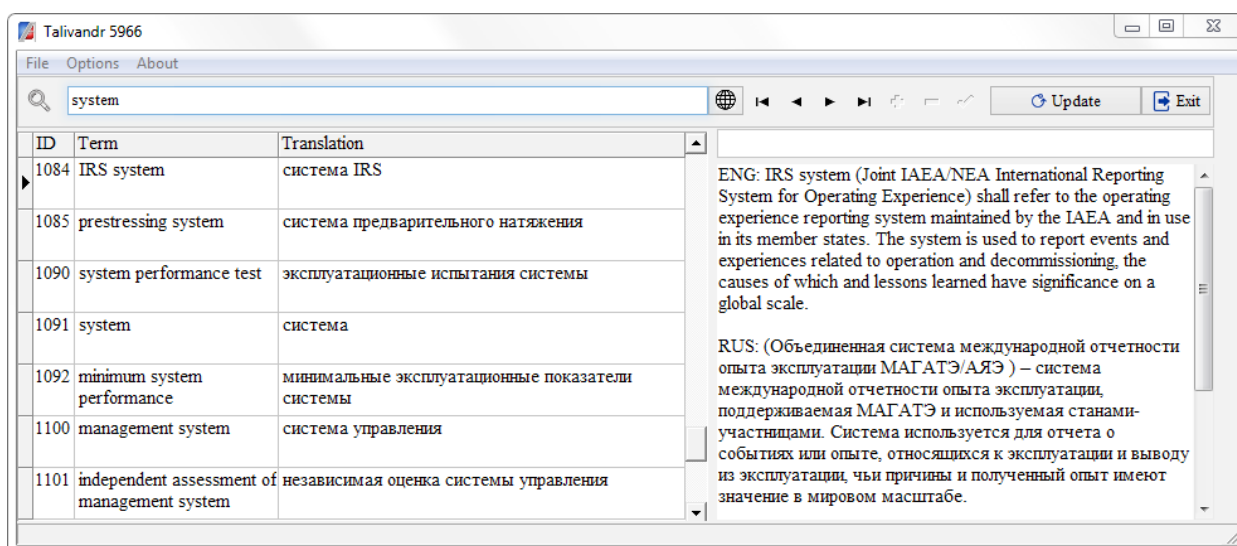 Talivandr 5966
File Options About
system
Update
Exit
ID Term Translation
1084 IRS system система IRS
1085 prestressing system система предварительного натяжения
1090 system performance test эксплуатационные испытания системы
1091 system система
1092 minimum system минимальные эксплуатационные показатели
performance системы
1100 management system система управления
1101 independent assessment of независимая оценка системы управления
management system
ENG: IRS system (Joint IAEA/NEA International Reporting
System for Operating Experience) shall refer to the operating
experience reporting system maintained by the IAEA and in use
in its member states. The system is used to report events and
experiences related to operation and decommissioning, the
causes of which and lessons learned have significance on a
global scale.
RUS: (Объединенная система международной отчетности
опыта эксплуатации МАГАТЭ/АЯЭ ) – система
международной отчетности опыта эксплуатации,
поддерживаемая МАГАТЭ и используемая станами-
участницами. Система используется для отчета о
событиях или опыте, относящихся к эксплуатации и выводу
из эксплуатации, чьи причины и полученный опыт имеют
значение в мировом масштабе.